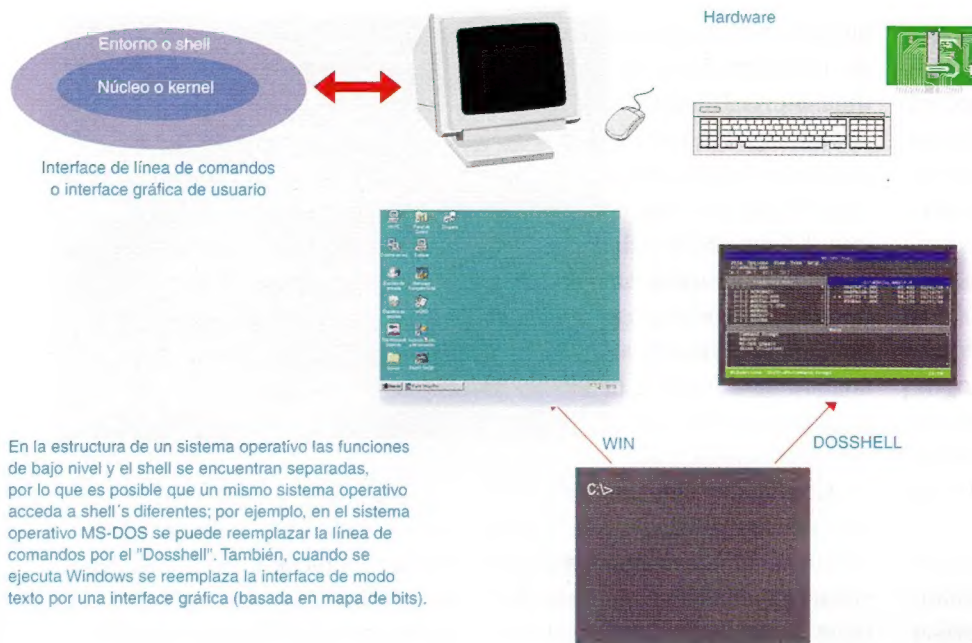 Hardware
Entorno o shell
Núcleo o kernel
Interface de línea de comandos
o interface gráfica de usuario
WIN
DOSSHELL
C:\>
En la estructura de un sistema operativo las funciones
de bajo nivel y el shell se encuentran separadas,
por lo que es posible que un mismo sistema operativo
acceda a shell´s diferentes; por ejemplo, en el sistema
operativo MS-DOS se puede reemplazar la línea de
comandos por el "Dosshell". También, cuando se
ejecuta Windows se reemplaza la interface de modo
texto por una interface gráfica (basada en mapa de bits).